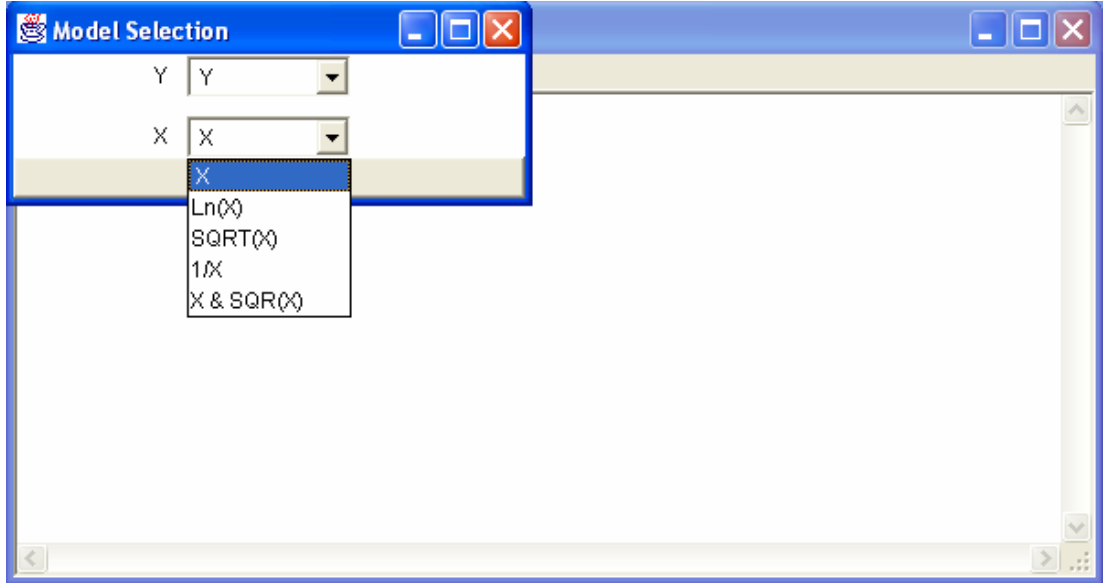 Model Selection
Y Y
X X
X
Ln(X)
SQRT(X)
1/X
X & SQR(X)